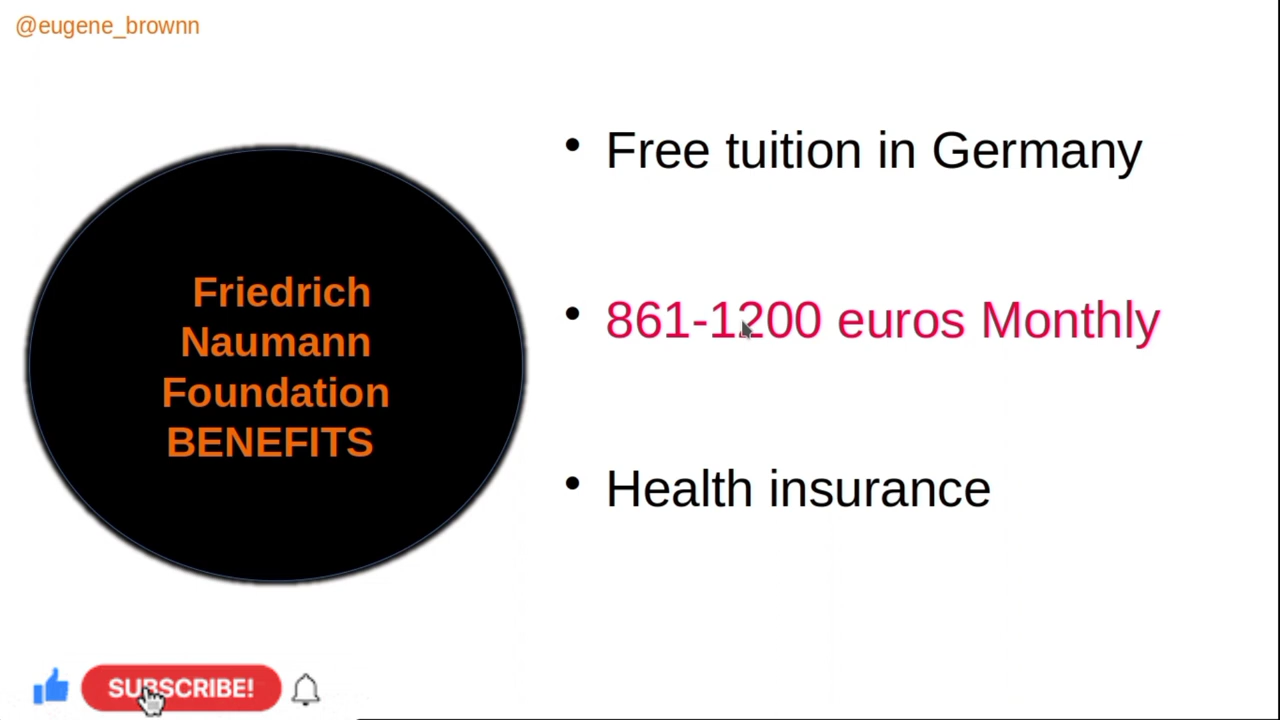 @eugene_brownn
Friedrich
Naumann
Foundation
BENEFITS
• Free tuition in Germany
• 861-1200 euros Monthly
• Health insurance
SUBSCRIBE!